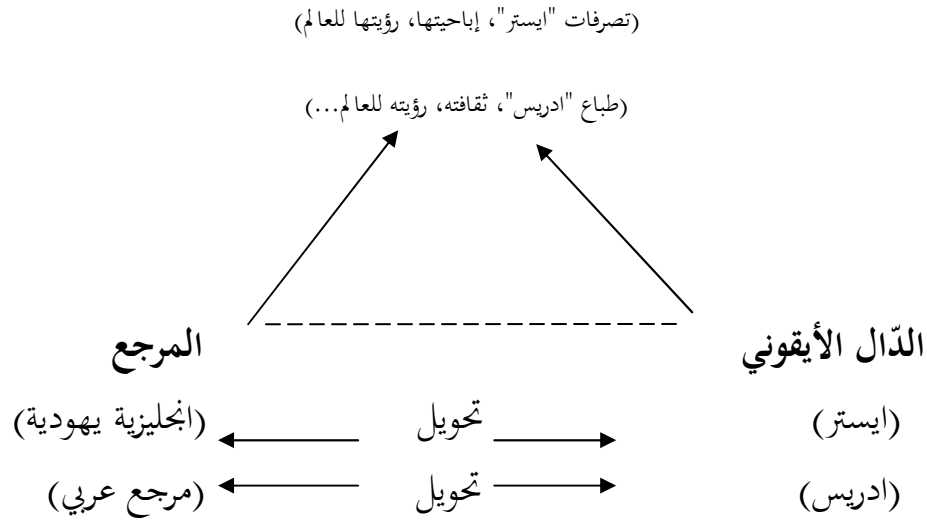 (تصرفات "ايستر"، إباحيتها، رؤيتها للعالم)
(طباع "ادريس"، ثقافته، رؤيته للعالم...)
الدّال الأيقوني المرجع
(ايستر) تحويل (انجليزية يهودية)
(ادريس) تحويل (مرجع عربي)